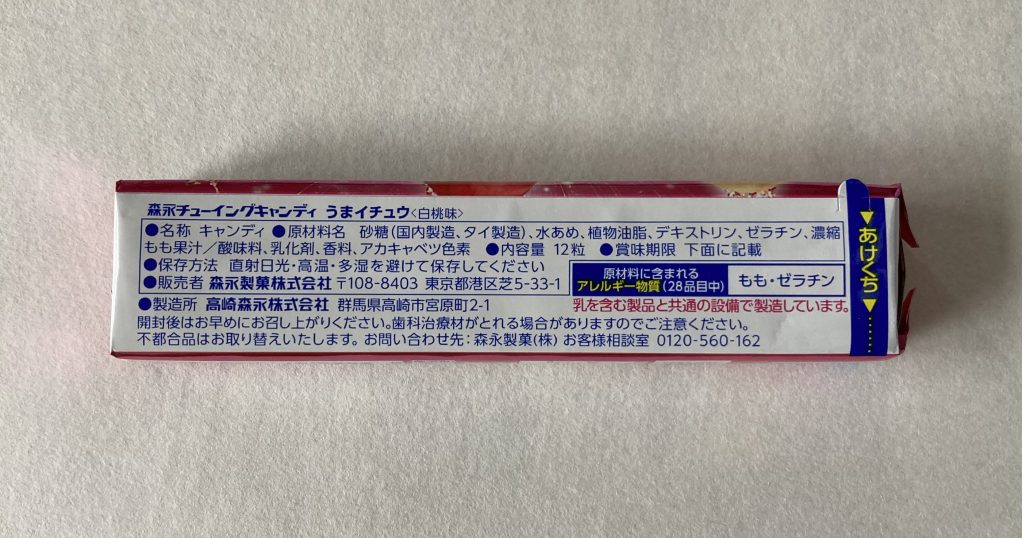 森永チューイングキャンディ うまイチュウ〈白桃味〉
●名称 キャンディ ●原材料名 砂糖(国内製造、タイ製造)、水あめ、植物油脂、デキストリン、ゼラチン、濃縮
もも果汁/酸味料、乳化剤、香料、アカキャベツ色素 ●内容量 12粒 ●賞味期限 下面に記載
●保存方法 直射日光・高温・多湿を避けて保存してください
●販売者 森永製菓株式会社 〒108-8403 東京都港区芝5-33-1
原材料に含まれる
アレルギー物質(28品目中)
もも・ゼラチン
●製造所 高崎森永株式会社 群馬県高崎市宮原町2-1
乳を含む製品と共通の設備で製造しています。
開封後はお早めにお召し上がりください。歯科治療材がとれる場合がありますのでご注意ください。
不都合品はお取り替えいたします。お問い合わせ先:森永製菓(株) お客様相談室 0120-560-162
▼あけくち▼